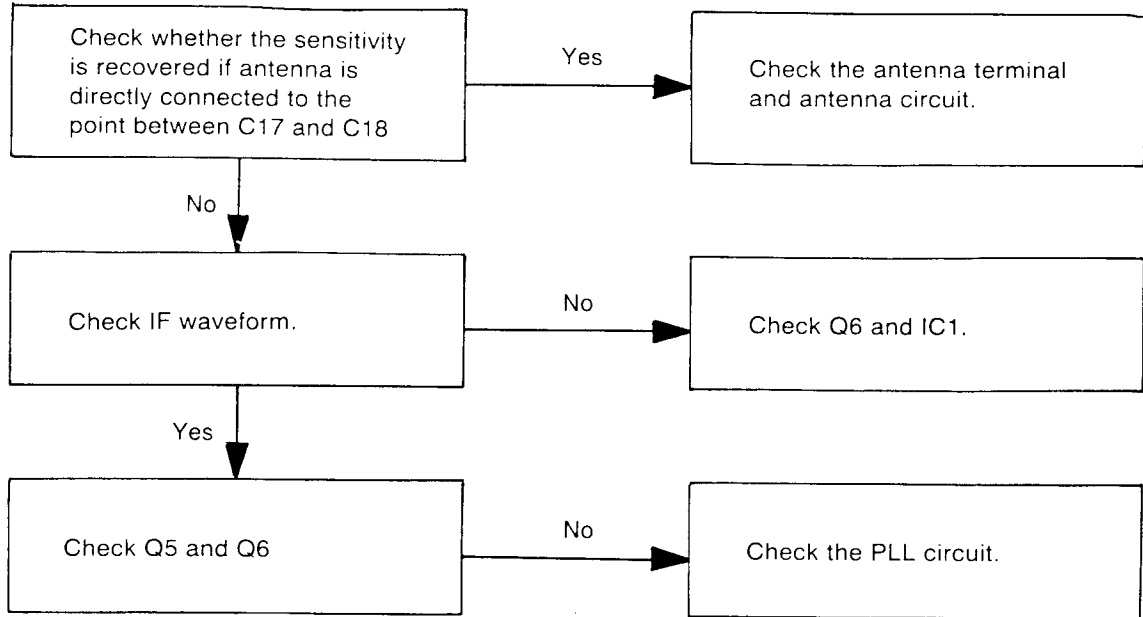 Check whether the sensitivity
is recovered if antenna is
directly connected to the
point between C17 and C18
Yes
Check the antenna terminal
and antenna circuit.
No
Check IF waveform.
No
Check Q6 and IC1.
Yes
Check Q5 and Q6
No
Check the PLL circuit.